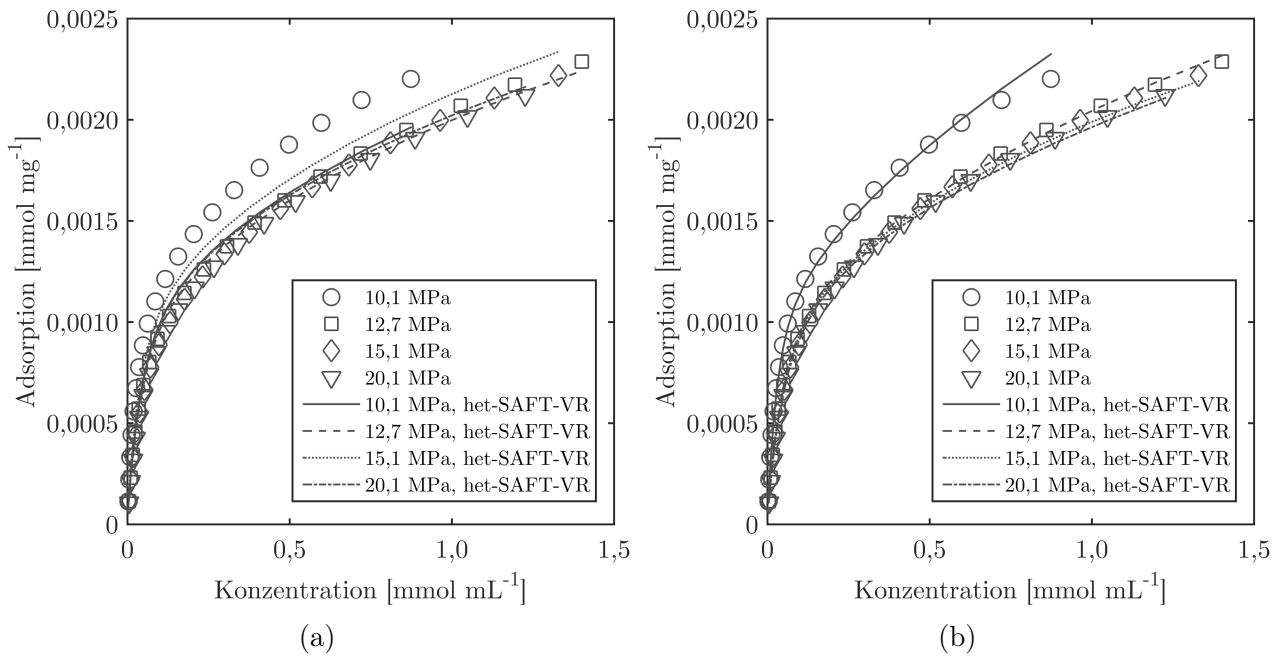 0,0025
0,0020
0,0015
0,0010
0,0005
0
Adsorption [mmol mg⁻¹]
10,1 MPa
12,7 MPa
15,1 MPa
20,1 MPa
10,1 MPa, het-SAFT-VR
12,7 MPa, het-SAFT-VR
15,1 MPa, het-SAFT-VR
20,1 MPa, het-SAFT-VR
0 0,5 1,0 1,5
Konzentration [mmol mL⁻¹]
(a)
0,0025
0,0020
0,0015
0,0010
0,0005
0
Adsorption [mmol mg⁻¹]
10,1 MPa
12,7 MPa
15,1 MPa
20,1 MPa
10,1 MPa, het-SAFT-VR
12,7 MPa, het-SAFT-VR
15,1 MPa, het-SAFT-VR
20,1 MPa, het-SAFT-VR
0 0,5 1,0 1,5
Konzentration [mmol mL⁻¹]
(b)